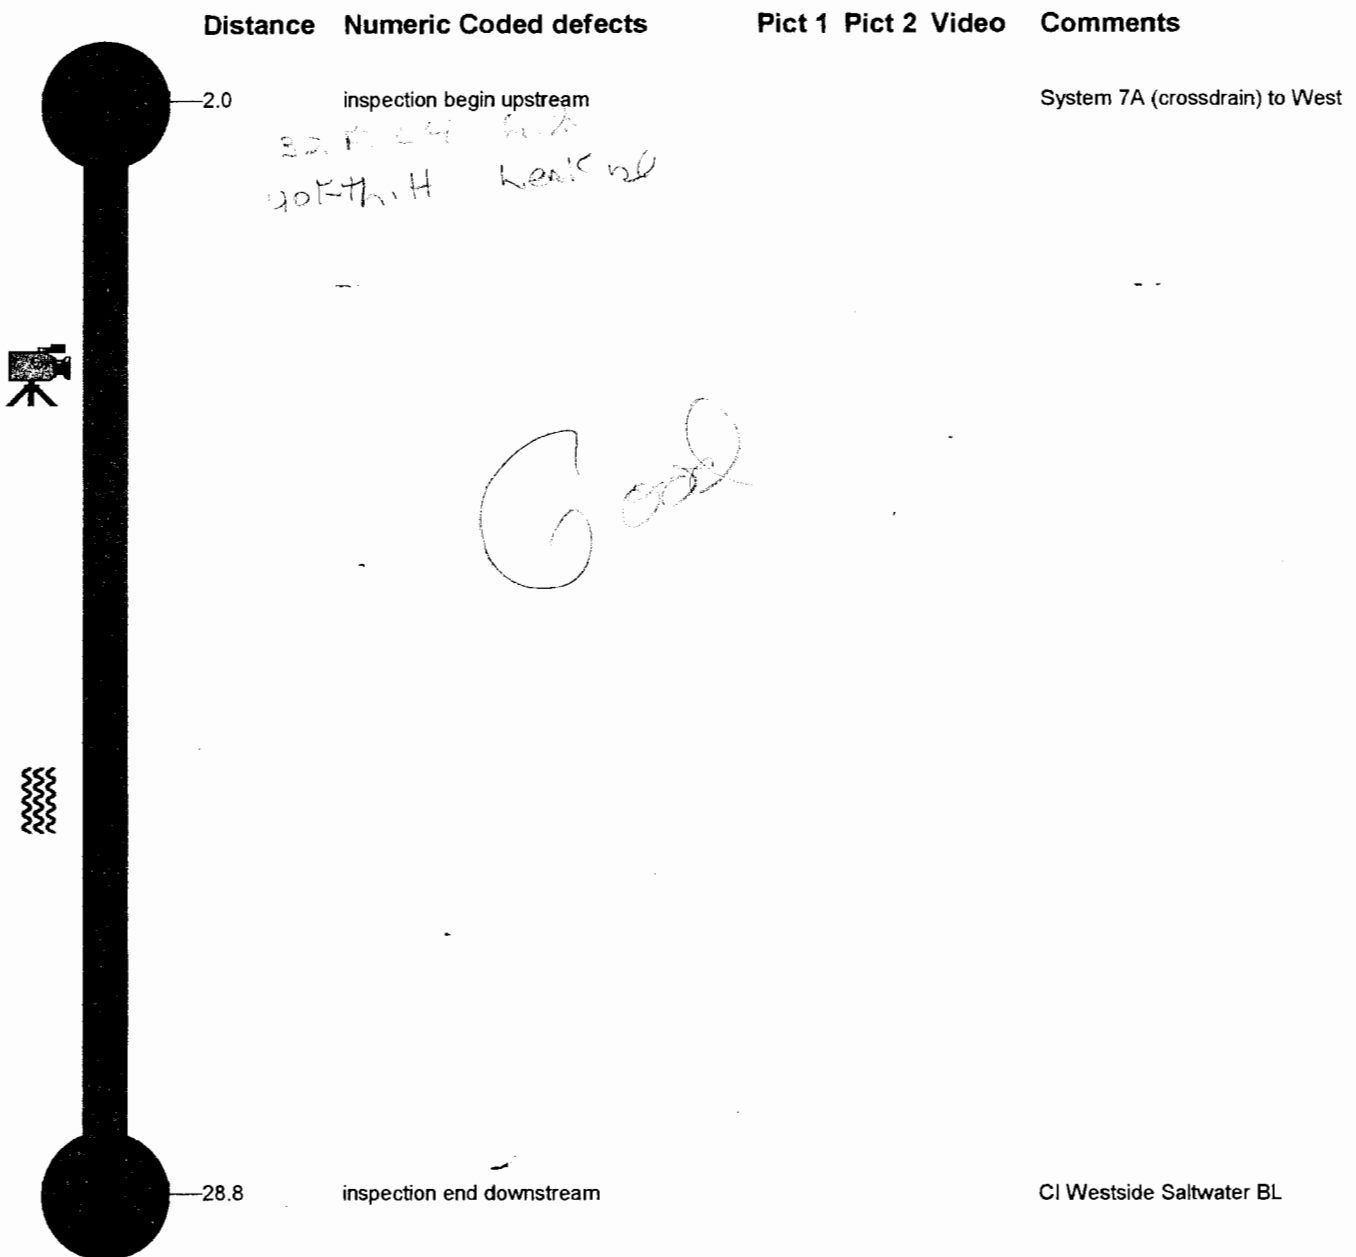 Distance Numeric Coded defects Pict 1 Pict 2 Video Comments
2.0 inspection begin upstream System 7A (crossdrain) to West
Good
28.8 inspection end downstream CI Westside Saltwater BL